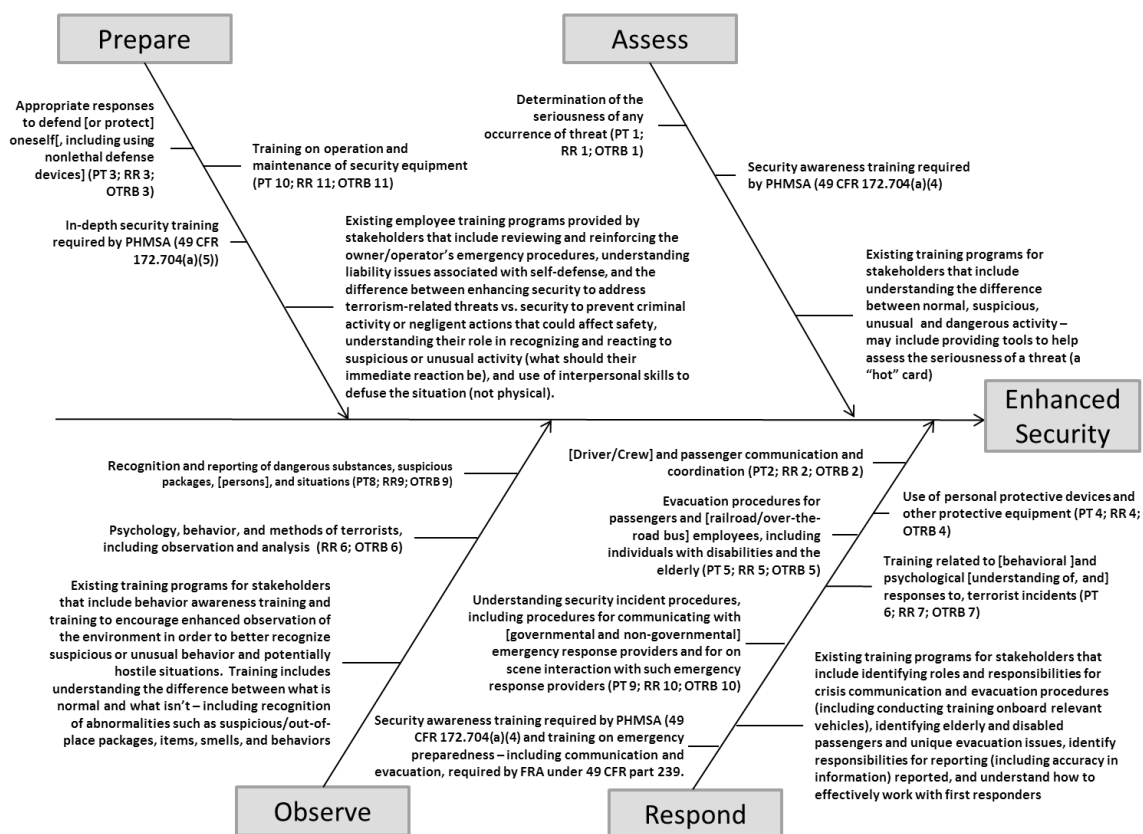 Prepare
Appropriate responses
to defend [or protect]
oneself[, including using
nonlethal defense
devices] (PT 3; RR 3;
OTRB 3)
Training on operation and
maintenance of security equipment
(PT 10; RR 11; OTRB 11)
In-depth security training
required by PHMSA (49 CFR
172.704(a)(5))
Existing employee training programs provided by
stakeholders that include reviewing and reinforcing the
owner/operator’s emergency procedures, understanding
liability issues associated with self-defense, and the
difference between enhancing security to address
terrorism-related threats vs. security to prevent criminal
activity or negligent actions that could affect safety,
understanding their role in recognizing and reacting to
suspicious or unusual activity (what should their
immediate reaction be), and use of interpersonal skills to
defuse the situation (not physical).
Assess
Determination of the
seriousness of any
occurrence of threat (PT 1;
RR 1; OTRB 1)
Security awareness training required
by PHMSA (49 CFR 172.704(a)(4)
Existing training programs for
stakeholders that include
understanding the difference
between normal, suspicious,
unusual and dangerous activity –
may include providing tools to help
assess the seriousness of a threat (a
“hot” card)
Enhanced
Security
Recognition and reporting of dangerous substances, suspicious
packages, [persons], and situations (PT8; RR9; OTRB 9)
Psychology, behavior, and methods of terrorists,
including observation and analysis (RR 6; OTRB 6)
Existing training programs for stakeholders
that include behavior awareness training and
training to encourage enhanced observation of
the environment in order to better recognize
suspicious or unusual behavior and potentially
hostile situations. Training includes
understanding the difference between what is
normal and what isn’t – including recognition
of abnormalities such as suspicious/out-of-
place packages, items, smells, and behaviors
Observe
[Driver/Crew] and passenger communication and
coordination (PT2; RR 2; OTRB 2)
Evacuation procedures for
passengers and [railroad/over-the-
road bus] employees, including
individuals with disabilities and the
elderly (PT 5; RR 5; OTRB 5)
Understanding security incident procedures,
including procedures for communicating with
[governmental and non-governmental]
emergency response providers and for on
scene interaction with such emergency
response providers (PT 9; RR 10; OTRB 10)
Security awareness training required by PHMSA (49
CFR 172.704(a)(4) and training on emergency
preparedness – including communication and
evacuation, required by FRA under 49 CFR part 239.
Use of personal protective devices and
other protective equipment (PT 4; RR 4;
OTRB 4)
Training related to [behavioral ]and
psychological [understanding of, and]
responses to, terrorist incidents (PT
6; RR 7; OTRB 7)
Existing training programs for stakeholders that
include identifying roles and responsibilities for
crisis communication and evacuation procedures
(including conducting training onboard relevant
vehicles), identifying elderly and disabled
passengers and unique evacuation issues, identify
responsibilities for reporting (including accuracy in
information) reported, and understand how to
effectively work with first responders
Respond